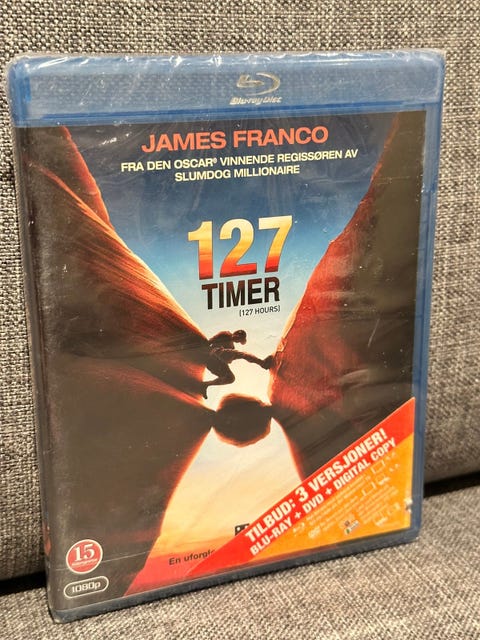 Blu-ray Disc
JAMES FRANCO
FRA DEN OSCAR® VINNENDE REGISSØREN AV
SLUMDOG MILLIONAIRE
127
TIMER
(127 HOURS)
TILBUD: 3 VERSJONER!
BLU-RAY + DVD + DIGITAL COPY
En
15
1080p